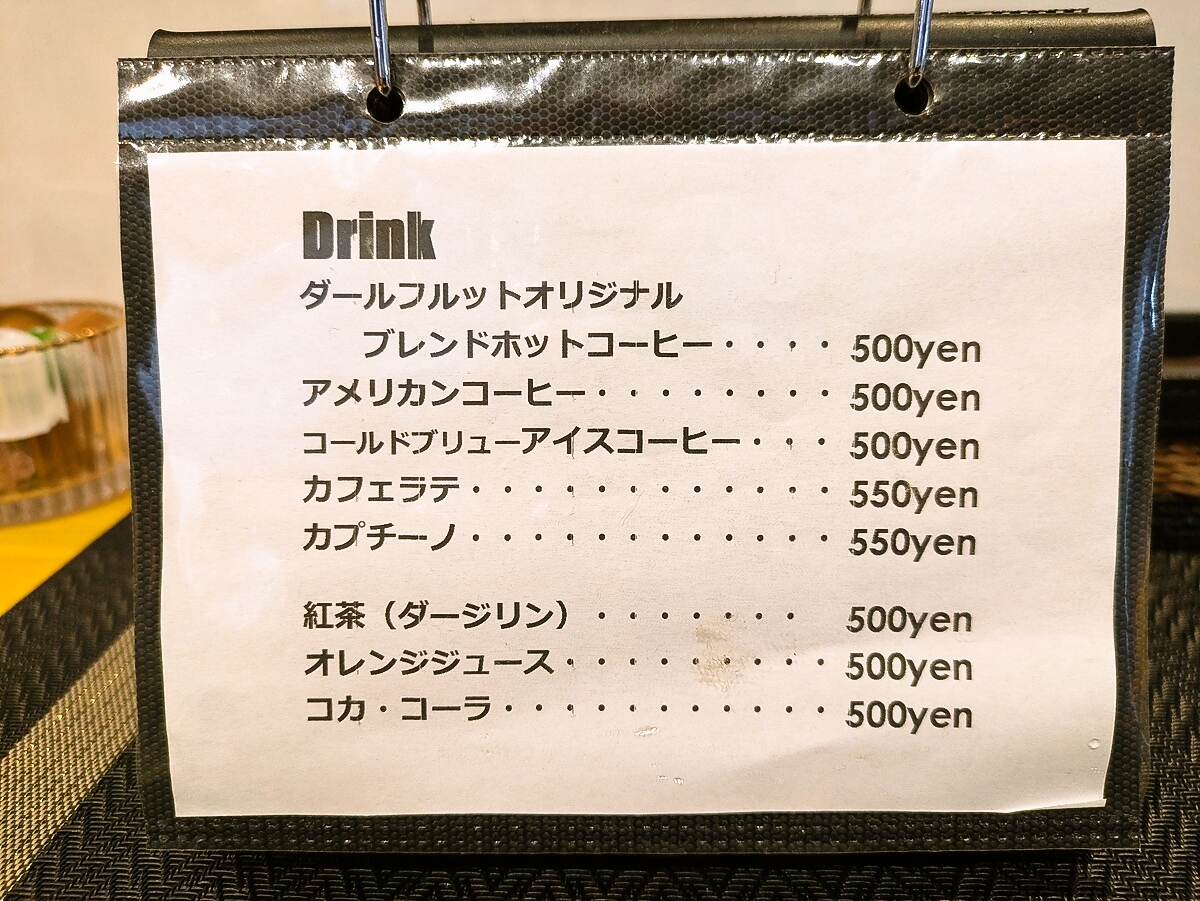 Drink
ダールフルットオリジナル
ブレンドホットコーヒー・・・・500yen
アメリカンコーヒー・・・・・・・・500yen
コールドブリューアイスコーヒー・・・500yen
カフェラテ・・・・・・・・・・・・550yen
カプチーノ・・・・・・・・・・・・550yen
紅茶（ダージリン）・・・・・・・500yen
オレンジジュース・・・・・・・・・500yen
コカ・コーラ・・・・・・・・・・・500yen